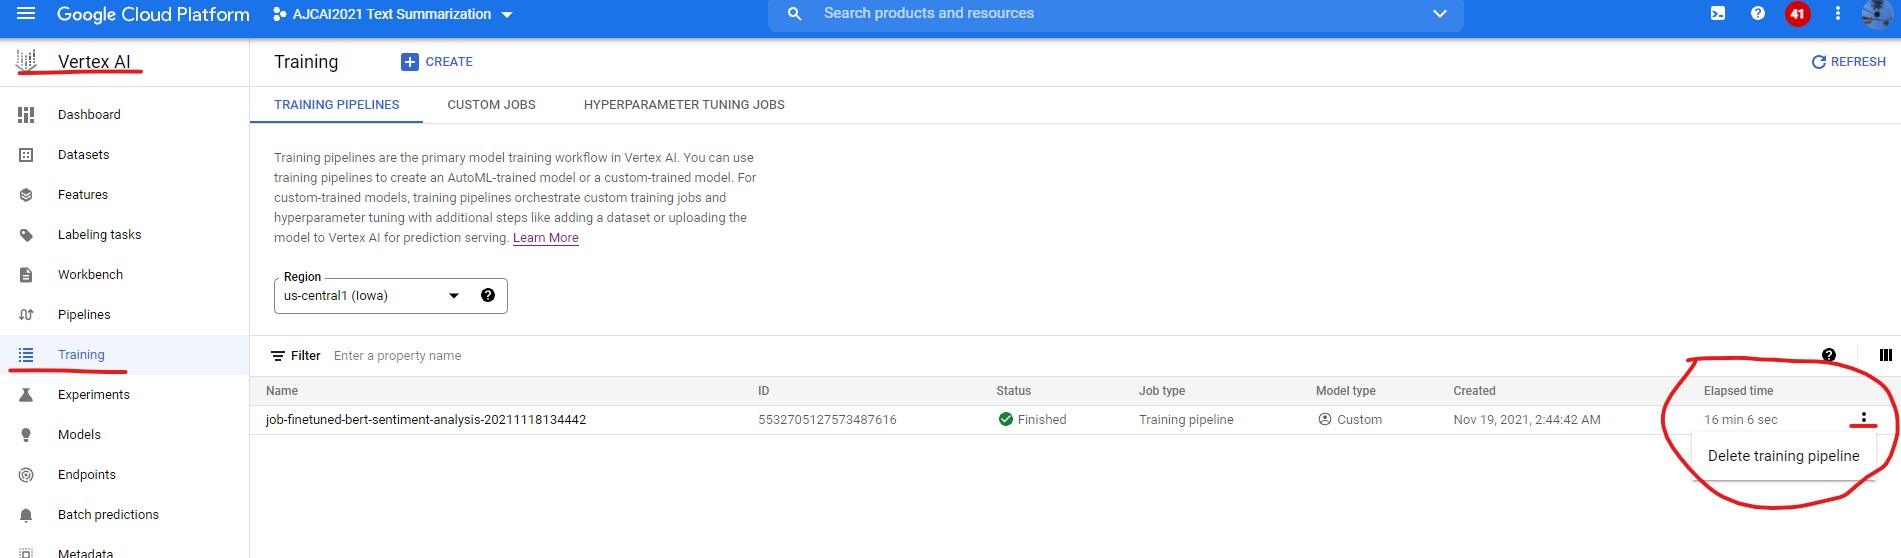 Google Cloud Platform
AJCAI2021 Text Summarization
Search products and resources
41
Vertex AI
Training
CREATE
REFRESH
Dashboard
Datasets
Features
Labeling tasks
Workbench
Pipelines
Training
Experiments
Models
Endpoints
Batch predictions
Metadata
TRAINING PIPELINES CUSTOM JOBS HYPERPARAMETER TUNING JOBS
Training pipelines are the primary model training workflow in Vertex AI. You can use
training pipelines to create an AutoML-trained model or a custom-trained model. For
custom-trained models, training pipelines orchestrate custom training jobs and
hyperparameter tuning with additional steps like adding a dataset or uploading the
model to Vertex AI for prediction serving. Learn More
Region
us-central1 (Iowa)
Filter Enter a property name
Name ID Status Job type Model type Created Elapsed time
job-finetuned-bert-sentiment-analysis-20211118134442 5532705127573487616 Finished Training pipeline Custom Nov 19, 2021, 2:44:42 AM 16 min 6 sec
Delete training pipeline